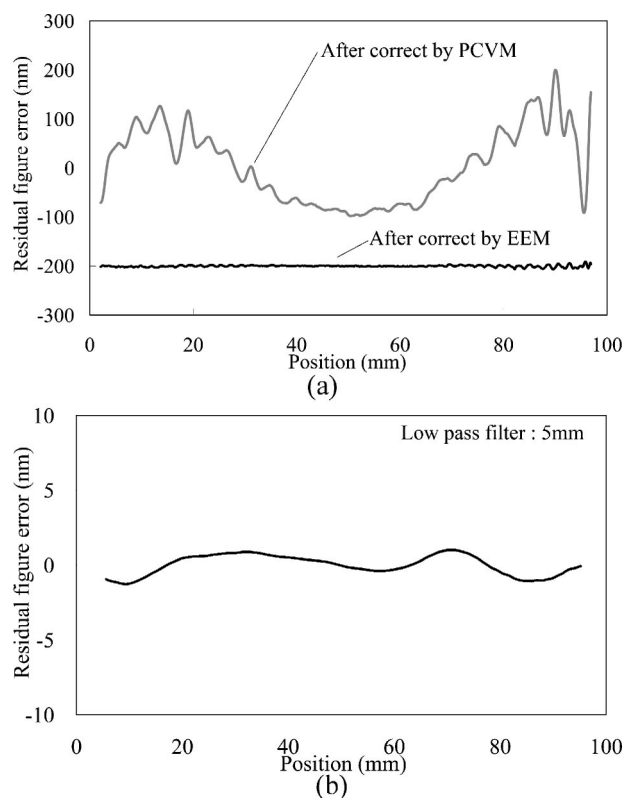 300
200
100
0
-100
-200
-300
Residual figure error (nm)
After correct by PCVM
After correct by EEM
0 20 40 60 80 100
Position (mm)
(a)
10
5
0
-5
-10
Residual figure error (nm)
Low pass filter : 5mm
0 20 40 60 80 100
Position (mm)
(b)